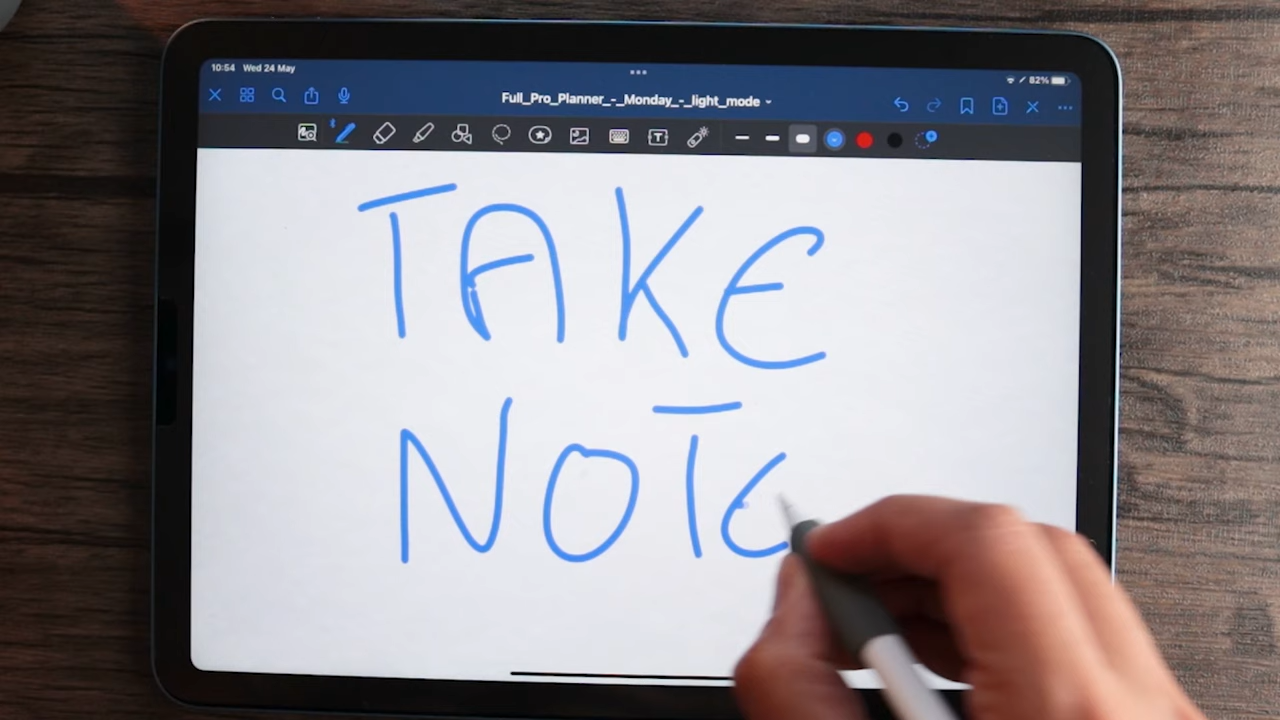 10:54 Wed 24 May
82%
Full_Pro_Planner_-_Monday_-_light_mode
TAKE
NOTE